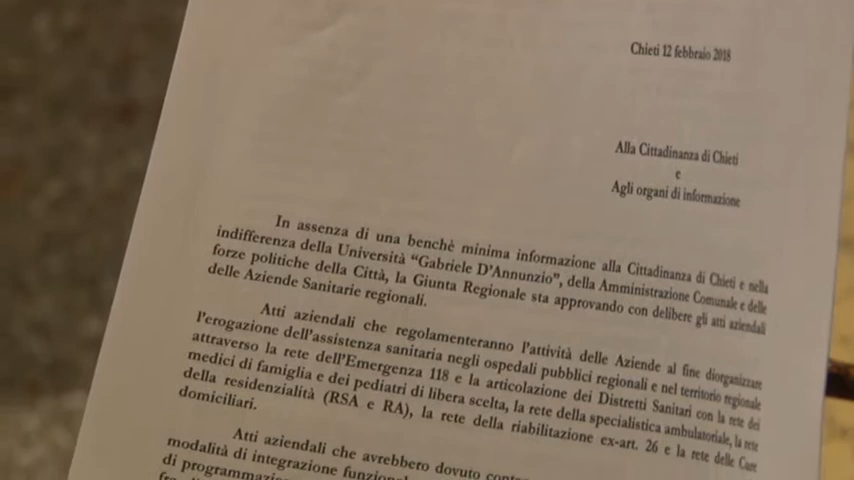 Chieti 12 febbraio 2018
Alla Cittadinanza di Chieti
e
Agli organi di informazione
In assenza di una benchè minima informazione alla Cittadinanza di Chieti e nella
indifferenza della Università “Gabriele D’Annunzio”, della Amministrazione Comunale e delle
forze politiche della Città, la Giunta Regionale sta approvando con delibere gli atti aziendali
delle Aziende Sanitarie regionali.
Atti aziendali che regolamenteranno l’attività delle Aziende al fine diorganizzare
l’erogazione dell’assistenza sanitaria negli ospedali pubblici regionali e nel territorio regionale
attraverso la rete dell’Emergenza 118 e la articolazione dei Distretti Sanitari con la rete dei
medici di famiglia e dei pediatri di libera scelta, la rete della specialistica ambulatoriale, la rete
della residenzialità (RSA e RA), la rete della riabilitazione ex-art. 26 e la rete delle Cure
domiciliari.
Atti aziendali che avrebbero dovuto
modalità di integrazione
di